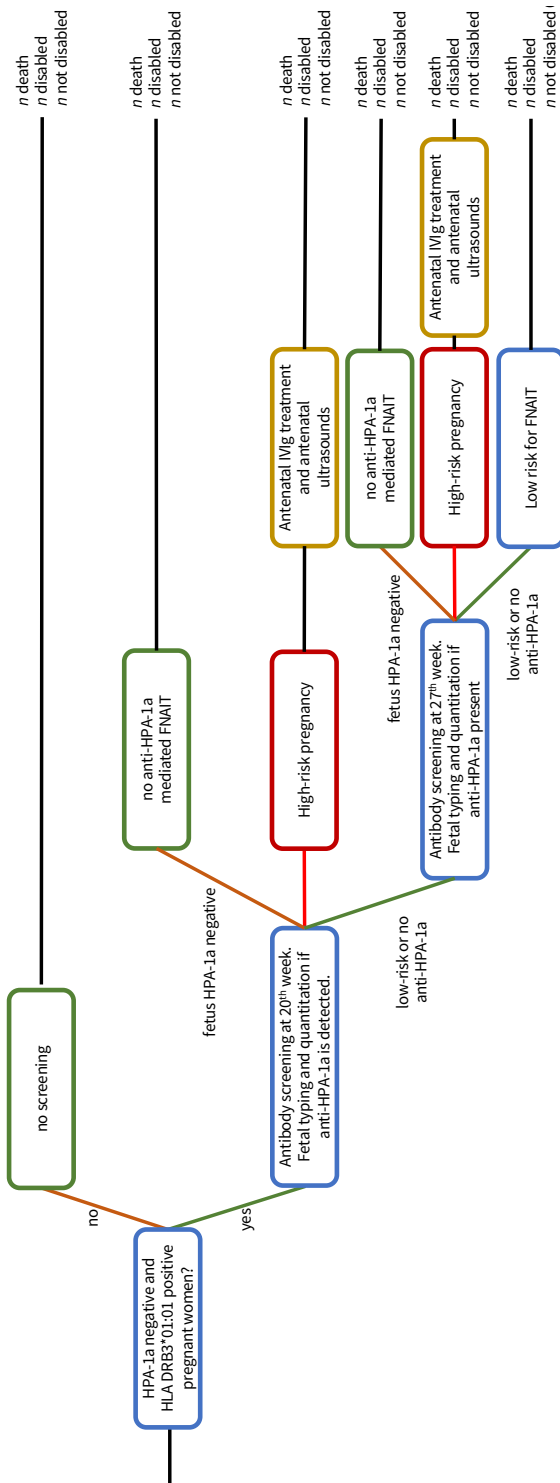 HPA-1a negative and
HLA DRB3*01:01 positive
pregnant women?
no
yes
no screening
n death
n disabled
n not disabled
Antibody screening at 20th week.
Fetal typing and quantitation if
anti-HPA-1a is detected.
fetus HPA-1a negative
low-risk or no
anti-HPA-1a
no anti-HPA-1a
mediated FNAIT
n death
n disabled
n not disabled
High-risk pregnancy
Antenatal IVIg treatment
and antenatal
ultrasounds
n death
n disabled
n not disabled
Antibody screening at 27th week.
Fetal typing and quantitation if
anti-HPA-1a present
fetus HPA-1a negative
low-risk or no
anti-HPA-1a
no anti-HPA-1a
mediated FNAIT
n death
n disabled
n not disabled
High-risk pregnancy
Antenatal IVIg treatment
and antenatal
ultrasounds
n death
n disabled
n not disabled
Low risk for FNAIT
n death
n disabled
n not disabled